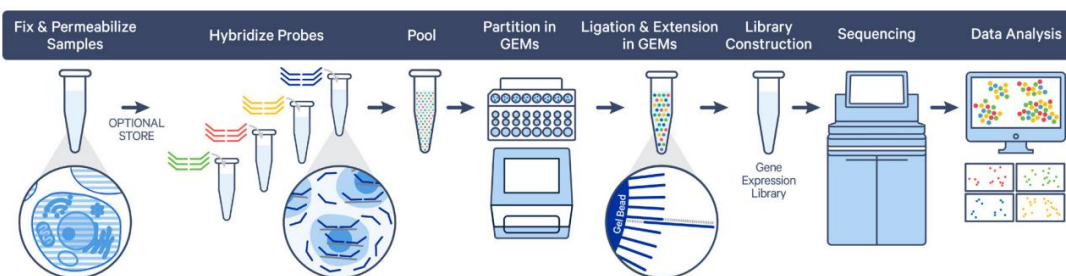 Fix & Permeabilize
Samples
Hybridize Probes
Pool
Partition in
GEMs
Ligation & Extension
in GEMs
Library
Construction
Sequencing
Data Analysis
OPTIONAL
STORE
Gel Bead
Gene
Expression
Library